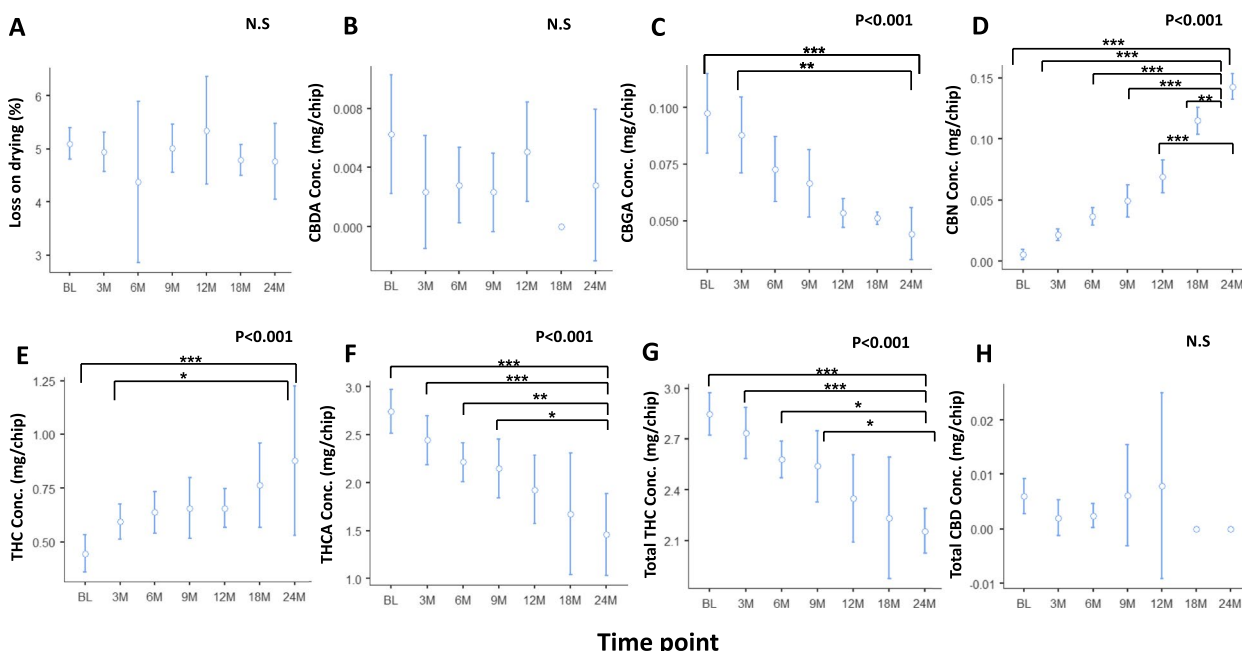 A
N.S
Loss on drying (%)
6
5
4
3
BL 3M 6M 9M 12M 18M 24M
B
N.S
CBDA Conc. (mg/chip)
0.008
0.004
0.000
BL 3M 6M 9M 12M 18M 24M
C
P<0.001
***
**
CBGA Conc. (mg/chip)
0.100
0.075
0.050
BL 3M 6M 9M 12M 18M 24M
D
P<0.001
***
***
***
***
**
***
CBN Conc. (mg/chip)
0.15
0.10
0.05
0.00
BL 3M 6M 9M 12M 18M 24M
E
P<0.001
***
*
THC Conc. (mg/chip)
1.25
1.00
0.75
0.50
BL 3M 6M 9M 12M 18M 24M
F
P<0.001
***
***
**
*
THCA Conc. (mg/chip)
3.0
2.5
2.0
1.5
1.0
BL 3M 6M 9M 12M 18M 24M
G
P<0.001
***
***
*
*
Total THC Conc. (mg/chip)
3.0
2.7
2.4
2.1
BL 3M 6M 9M 12M 18M 24M
H
N.S
Total CBD Conc. (mg/chip)
0.02
0.01
0.00
-0.01
BL 3M 6M 9M 12M 18M 24M
Time point